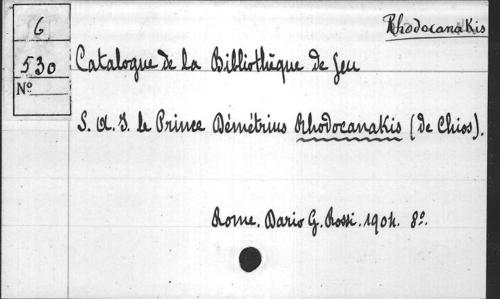 6
Rhodocanakis
530
Catalogue de la Bibliothèque de feu
No
S. A. I. le Prince Démétrius Rhodocanakis (de Chios).
Rome. Dario G. Rossi. 1904. 8o.